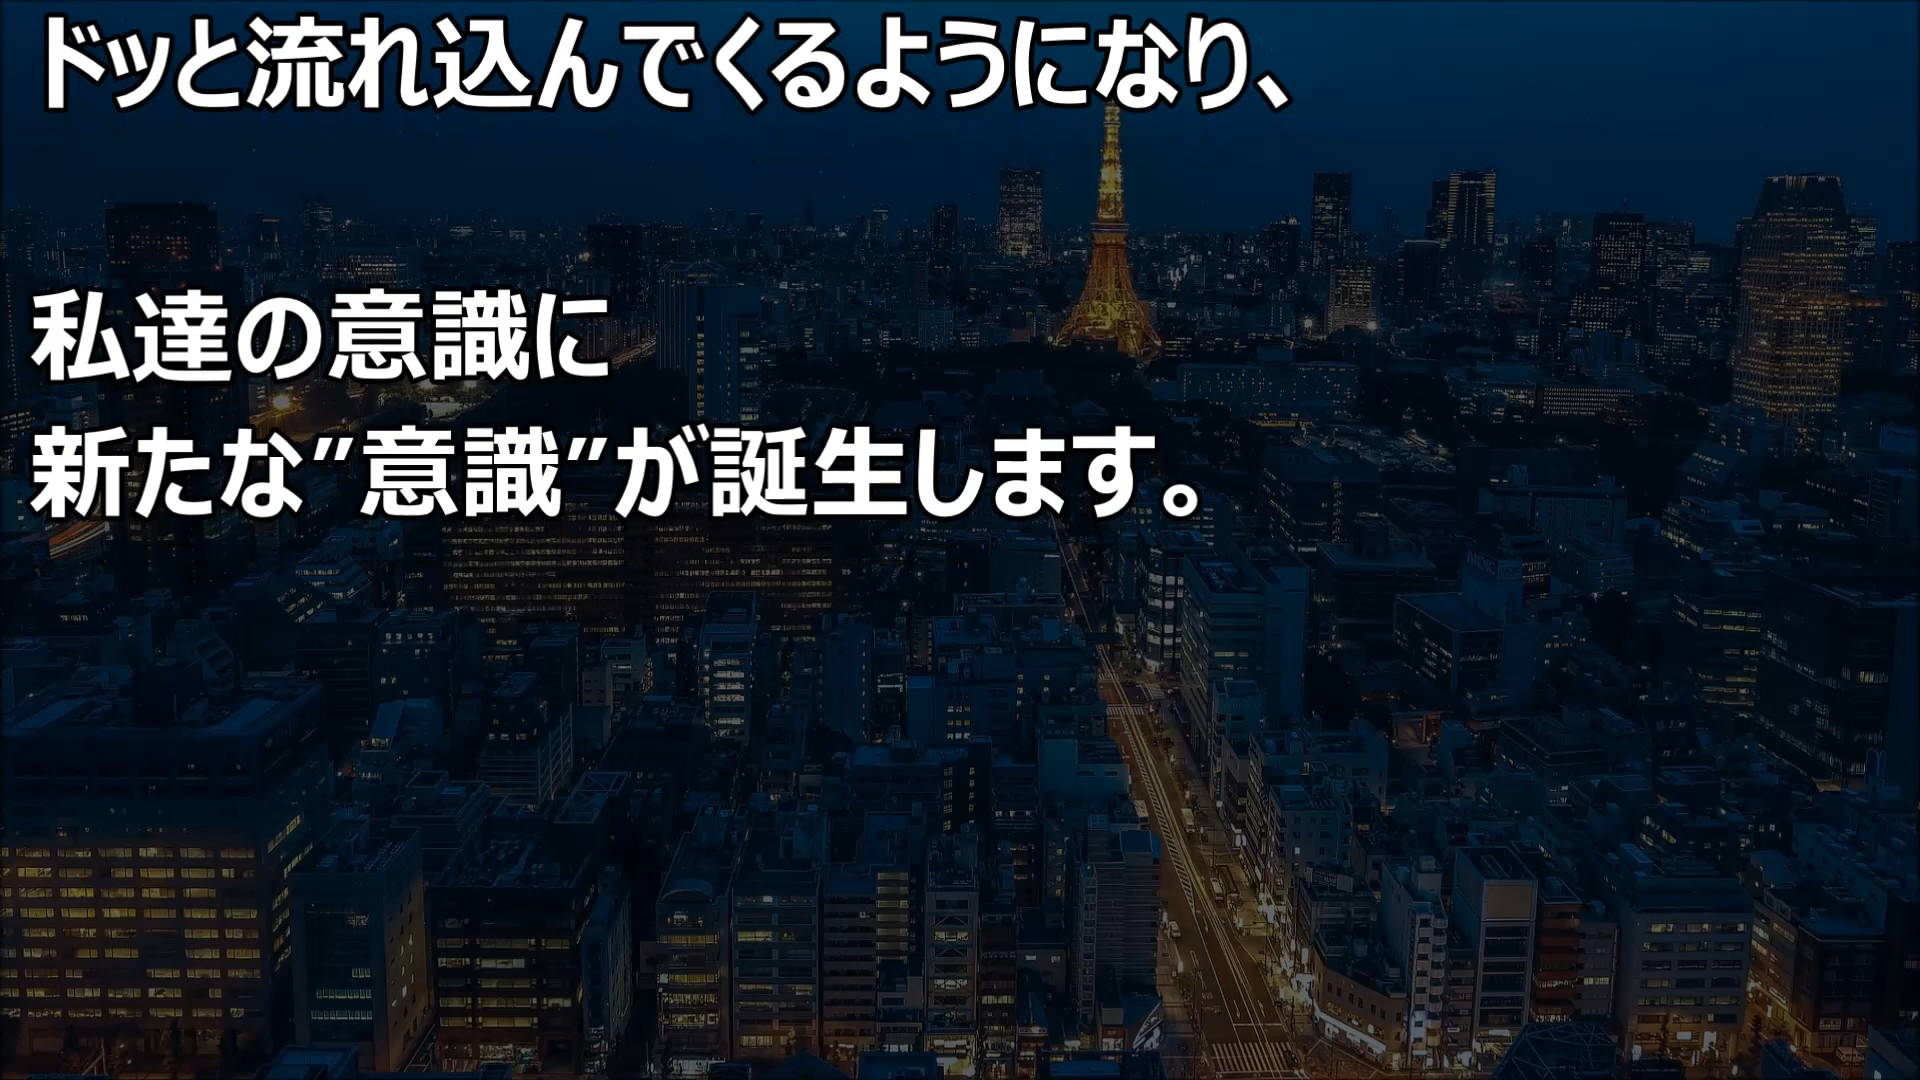 ドッと流れ込んでくるようになり、
私達の意識に
新たな”意識”が誕生します。